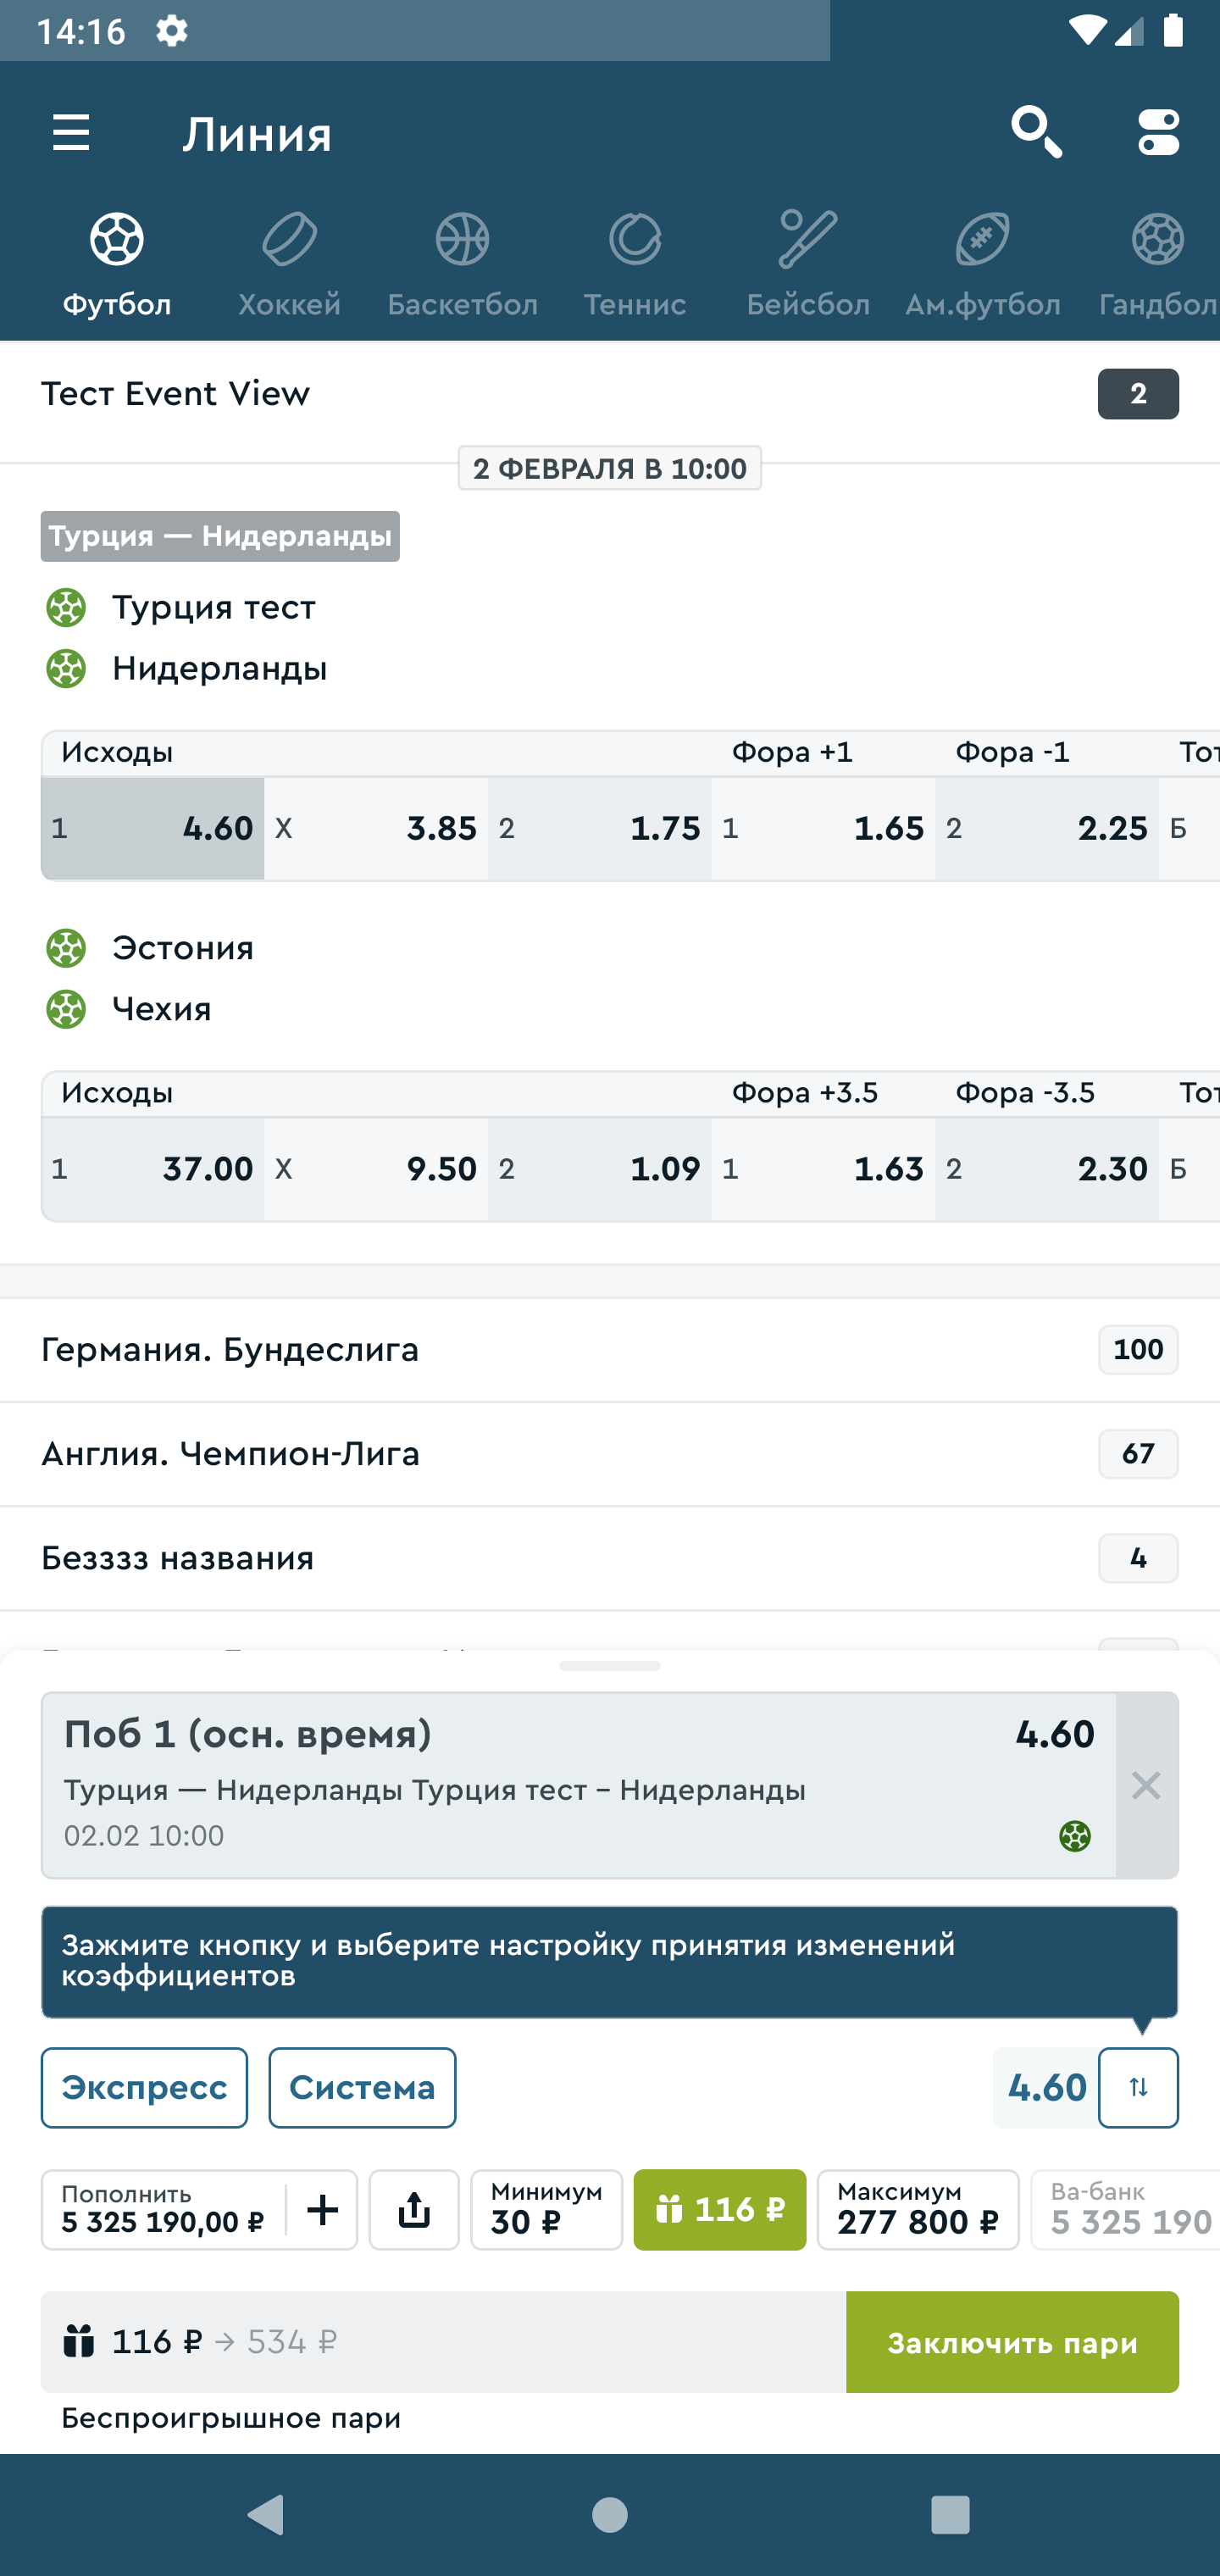 14:16
Линия
Футбол Хоккей Баскетбол Теннис Бейсбол Ам.футбол Гандбол
Тест Event View 2
2 ФЕВРАЛЯ В 10:00
Турция — Нидерланды
Турция тест
Нидерланды
Исходы Фора +1 Фора -1
1 4.60 X 3.85 2 1.75 1 1.65 2 2.25 Б
Эстония
Чехия
Исходы Фора +3.5 Фора -3.5
1 37.00 X 9.50 2 1.09 1 1.63 2 2.30 Б
Германия. Бундеслига 100
Англия. Чемпион-Лига 67
Безззз названия 4
Поб 1 (осн. время) 4.60
Турция — Нидерланды Турция тест – Нидерланды
02.02 10:00
Зажмите кнопку и выберите настройку принятия изменений
коэффициентов
Экспресс Система 4.60
Пополнить Минимум Максимум Ва-банк
5 325 190,00 ₽ 30 ₽ 116 ₽ 277 800 ₽ 5 325 190
116 ₽ → 534 ₽ Заключить пари
Беспроигрышное пари